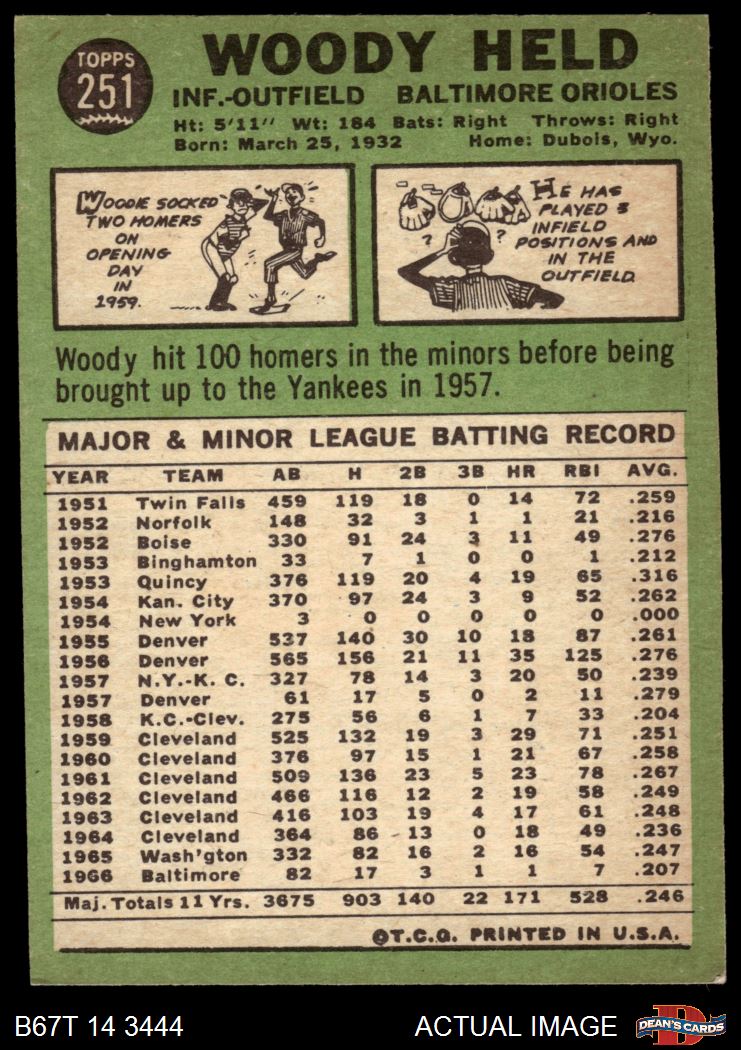 TOPPS
251
WOODY HELD
INF.-OUTFIELD BALTIMORE ORIOLES
Ht: 5'11" Wt: 184 Bats: Right Throws: Right
Born: March 25, 1932 Home: Dubois, Wyo.
WOODIE SOCKED
TWO HOMERS
ON
OPENING
DAY
IN
1959.
HE HAS
PLAYED 3
INFIELD
POSITIONS AND
IN THE
OUTFIELD.
?
?
Woody hit 100 homers in the minors before being
brought up to the Yankees in 1957.
MAJOR & MINOR LEAGUE BATTING RECORD
YEAR TEAM AB H 2B 3B HR RBI AVG.
1951 Twin Falls 459 119 18 0 14 72 .259
1952 Norfolk 148 32 3 1 1 21 .216
1952 Boise 330 91 24 3 11 49 .276
1953 Binghamton 33 7 1 0 0 1 .212
1953 Quincy 376 119 20 4 19 65 .316
1954 Kan. City 370 97 24 3 9 52 .262
1954 New York 3 0 0 0 0 0 .000
1955 Denver 537 140 30 10 18 87 .261
1956 Denver 565 156 21 11 35 125 .276
1957 N.Y.-K. C. 327 78 14 3 20 50 .239
1957 Denver 61 17 5 0 2 11 .279
1958 K.C.-Clev. 275 56 6 1 7 33 .204
1959 Cleveland 525 132 19 3 29 71 .251
1960 Cleveland 376 97 15 1 21 67 .258
1961 Cleveland 509 136 23 5 23 78 .267
1962 Cleveland 466 116 12 2 19 58 .249
1963 Cleveland 416 103 19 4 17 61 .248
1964 Cleveland 364 86 13 0 18 49 .236
1965 Wash'gton 332 82 16 2 16 54 .247
1966 Baltimore 82 17 3 1 1 7 .207
Maj. Totals 11 Yrs. 3675 903 140 22 171 528 .246
©T.C.G. PRINTED IN U.S.A.
B67T 14 3444 ACTUAL IMAGE
DEAN'S CARDS